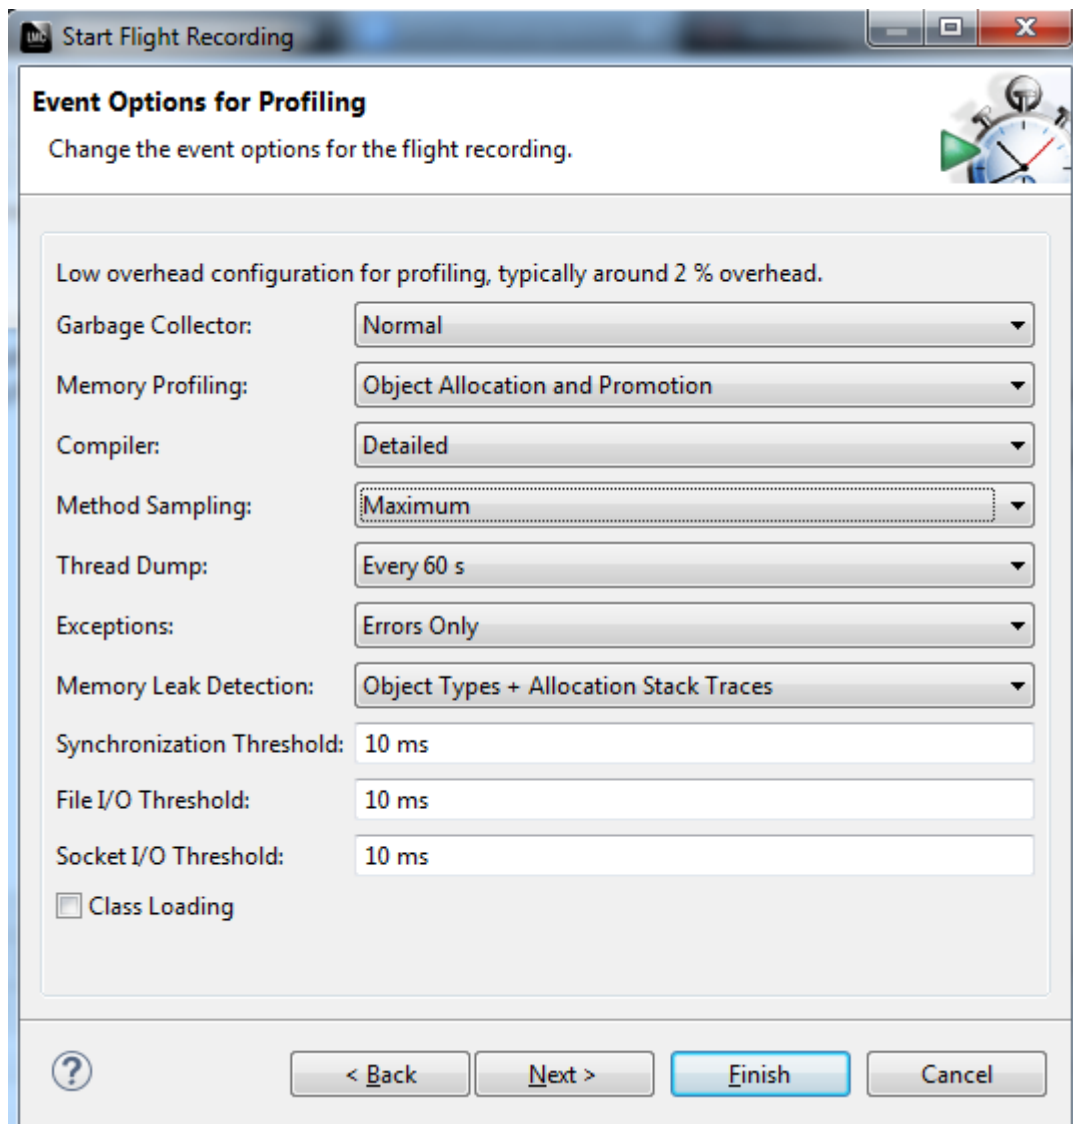 LMC Start Flight Recording
Event Options for Profiling
Change the event options for the flight recording.
Low overhead configuration for profiling, typically around 2 % overhead.
Garbage Collector: Normal
Memory Profiling: Object Allocation and Promotion
Compiler: Detailed
Method Sampling: Maximum
Thread Dump: Every 60 s
Exceptions: Errors Only
Memory Leak Detection: Object Types + Allocation Stack Traces
Synchronization Threshold: 10 ms
File I/O Threshold: 10 ms
Socket I/O Threshold: 10 ms
Class Loading
? < Back Next > Finish Cancel